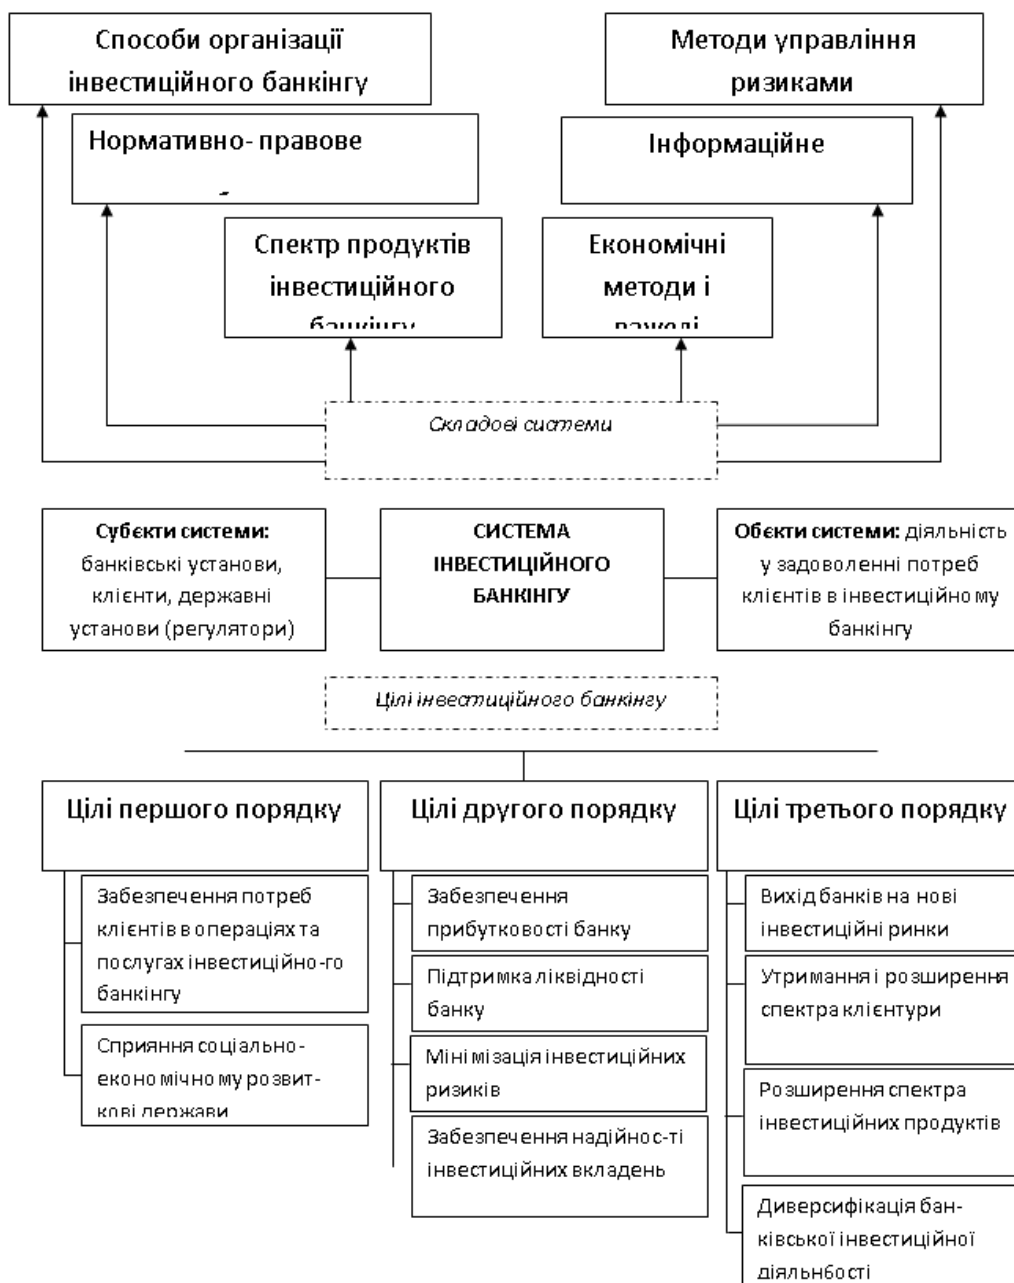 Способи організації
інвестиційного банкінгу
Методи управління
ризиками
Нормативно- правове
Інформаційне
Спектр продуктів
інвестиційного
банкінгу
Економічні
методи і
важелі
Складові системи
Субєкти системи:
банківські установи,
клієнти, державні
установи (регулятори)
СИСТЕМА
ІНВЕСТИЦІЙНОГО
БАНКІНГУ
Обєкти системи: діяльність
у задоволенні потреб
клієнтів в інвестиційному
банкінгу
Цілі інвестиційного банкінгу
Цілі першого порядку
Забезпечення потреб
клієнтів в операціях та
послугах інвестиційно-го
банкінгу
Сприяння соціально-
економічному розвит-
кові держави
Цілі другого порядку
Забезпечення
прибутковості банку
Підтримка ліквідності
банку
Мінімізація інвестиційних
ризиків
Забезпечення надійнос-ті
інвестиційних вкладень
Цілі третього порядку
Вихід банків на нові
інвестиційні ринки
Утримання і розширення
спектра клієнтури
Розширення спектра
інвестиційних продуктів
Диверсифікація бан-
ківської інвестиційної
діяльнбості